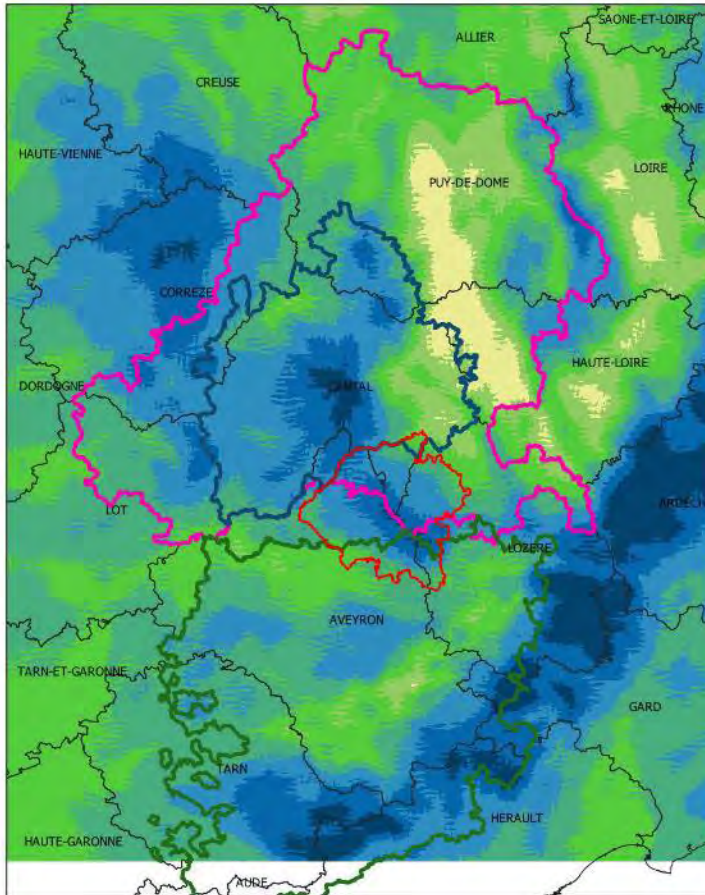 SAONE-ET-LOIRE
ALLIER
CREUSE
RHONE
HAUTE-VIENNE
LOIRE
PUY-DE-DOME
CORREZE
HAUTE-LOIRE
DORDOGNE
CANTAL
ARDECH
LOT
LOZERE
AVEYRON
TARN-ET-GARONNE
GARD
TARN
HERAULT
HAUTE-GARONNE
AUDE